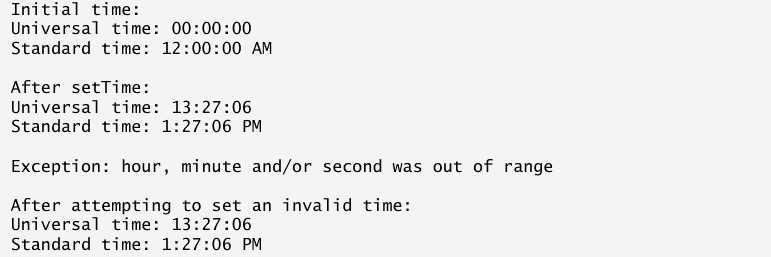 Initial time:
Universal time: 00:00:00
Standard time: 12:00:00 AM

After setTime:
Universal time: 13:27:06
Standard time: 1:27:06 PM

Exception: hour, minute and/or second was out of range

After attempting to set an invalid time:
Universal time: 13:27:06
Standard time: 1:27:06 PM